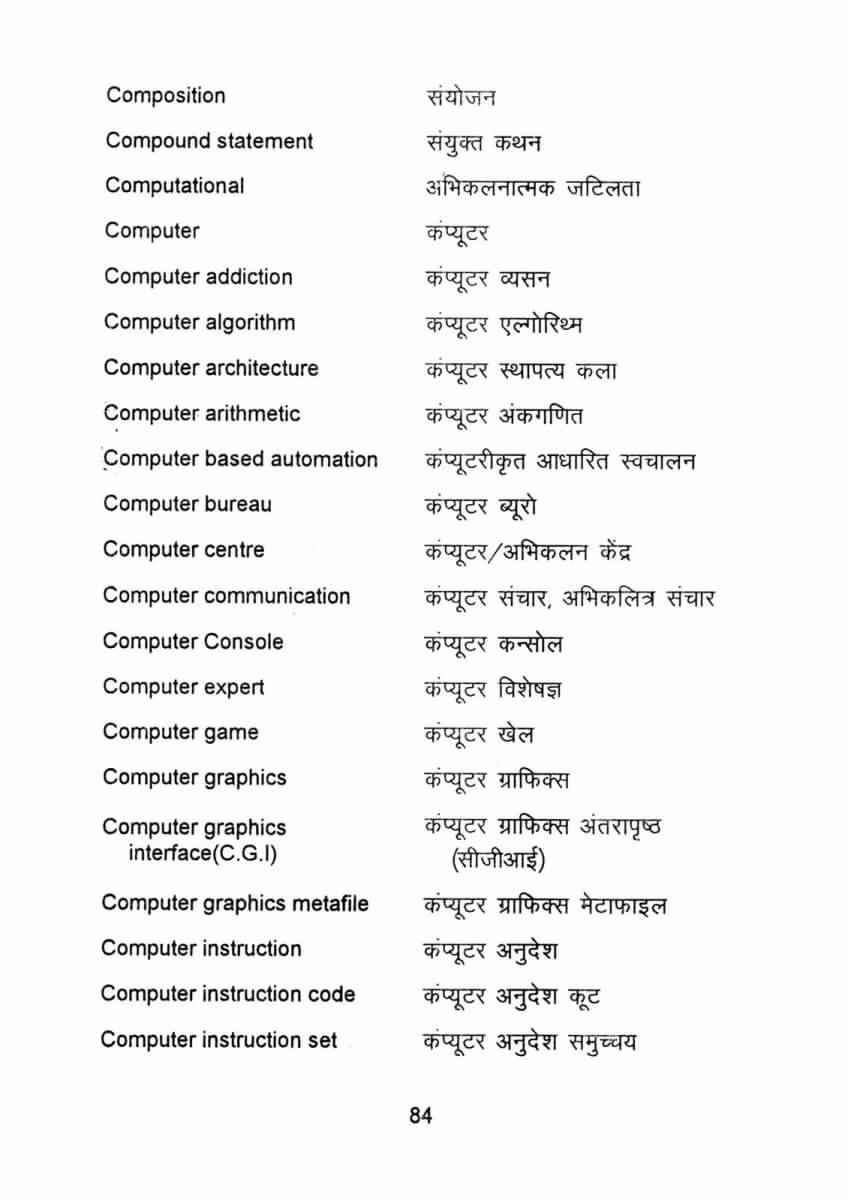 Composition संयोजन
Compound statement संयुक्त कथन
Computational अभिकलनात्मक जटिलता
Computer कंप्यूटर
Computer addiction कंप्यूटर व्यसन
Computer algorithm कंप्यूटर एल्गोरिथ्म
Computer architecture कंप्यूटर स्थापत्य कला
Computer arithmetic कंप्यूटर अंकगणित
Computer based automation कंप्यूटरीकृत आधारित स्वचालन
Computer bureau कंप्यूटर ब्यूरो
Computer centre कंप्यूटर/अभिकलन केंद्र
Computer communication कंप्यूटर संचार, अभिकलित्र संचार
Computer Console कंप्यूटर कन्सोल
Computer expert कंप्यूटर विशेषज्ञ
Computer game कंप्यूटर खेल
Computer graphics कंप्यूटर ग्राफिक्स
Computer graphics कंप्यूटर ग्राफिक्स अंतरापृष्ठ
interface(C.G.I) (सीजीआई)
Computer graphics metafile कंप्यूटर ग्राफिक्स मेटाफाइल
Computer instruction कंप्यूटर अनुदेश
Computer instruction code कंप्यूटर अनुदेश कूट
Computer instruction set कंप्यूटर अनुदेश समुच्चय
84